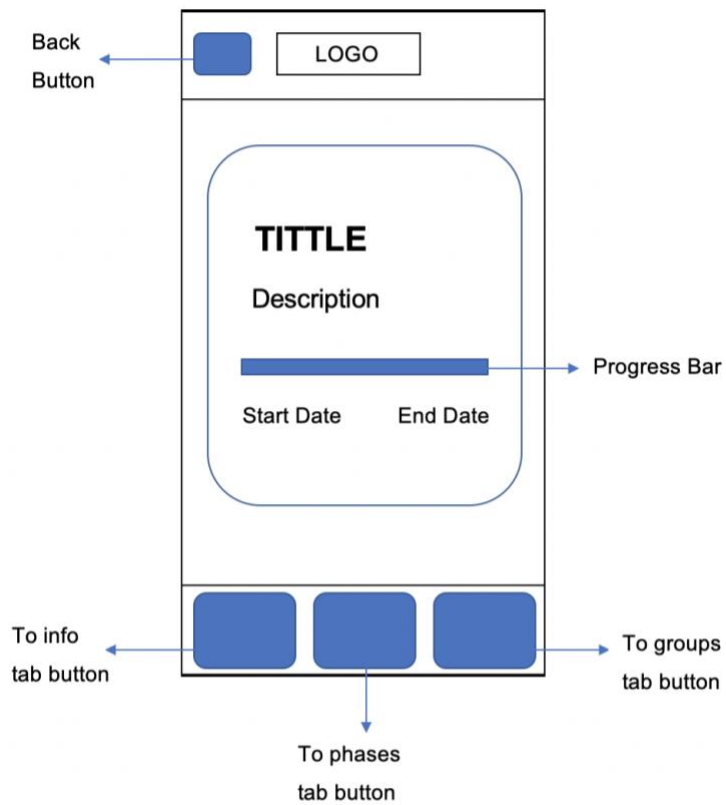 Back
Button
LOGO
TITTLE
Description
Progress Bar
Start Date
End Date
To info
tab button
To phases
tab button
To groups
tab button